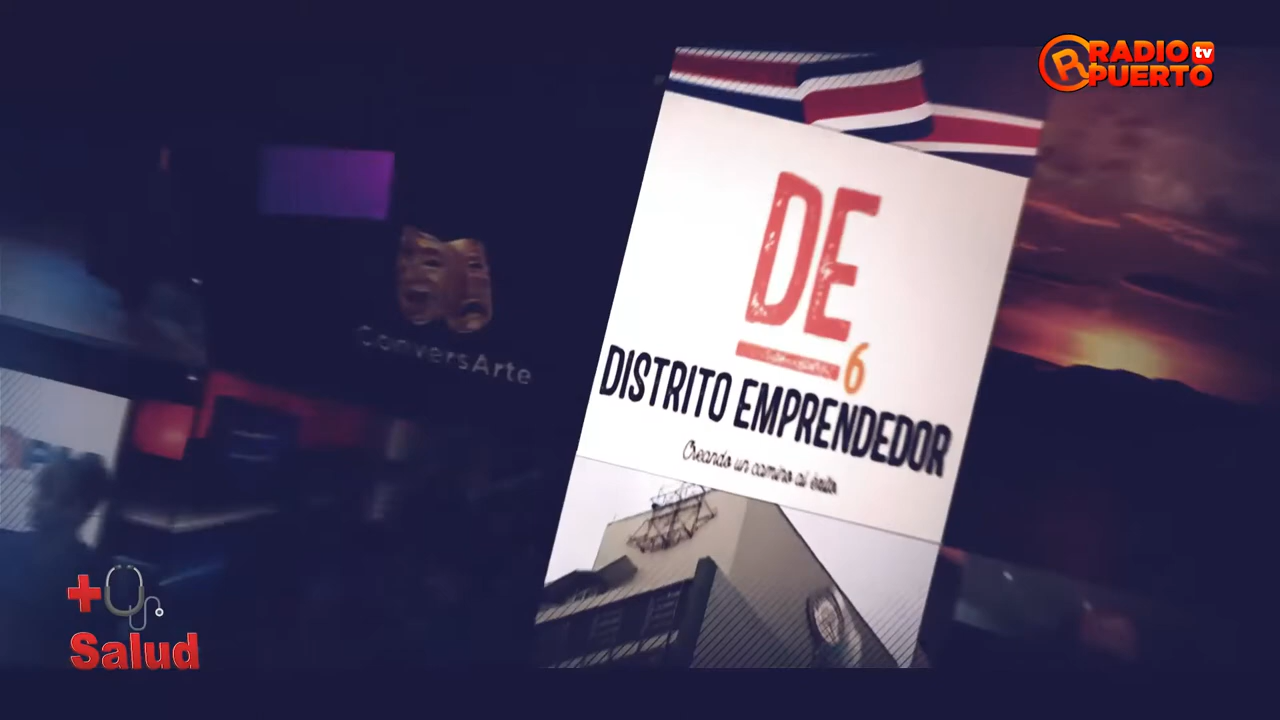 RADIO tv
PUERTO
DE
6
DISTRITO EMPRENDEDOR
Creando un camino al éxito
ConversArte
+Salud